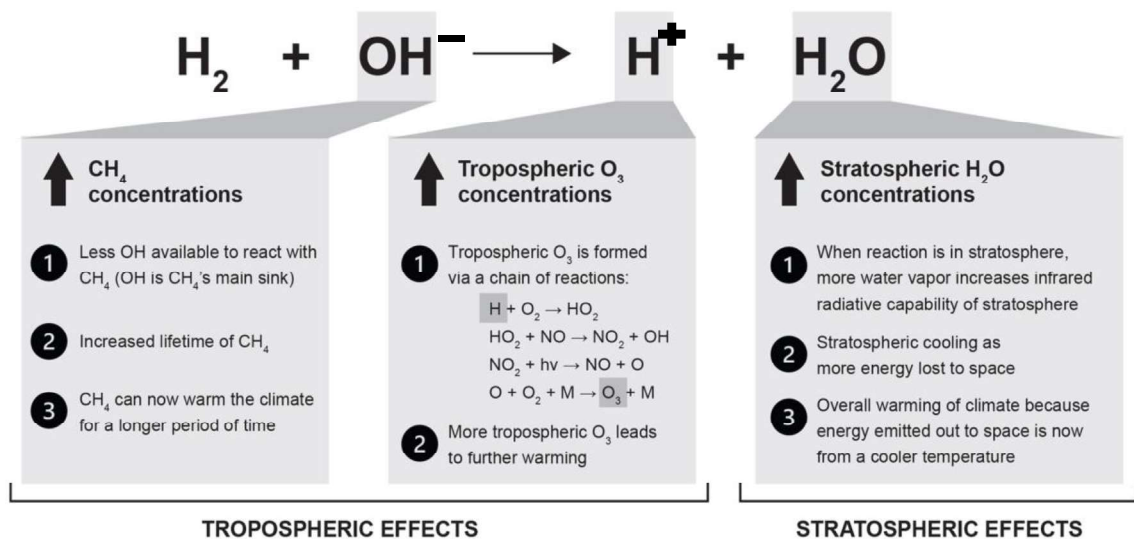 H₂ + OH⁻ → H⁺ + H₂O
CH₄
concentrations
1 Less OH available to react with
CH₄ (OH is CH₄'s main sink)
2 Increased lifetime of CH₄
3 CH₄ can now warm the climate
for a longer period of time
Tropospheric O₃
concentrations
1 Tropospheric O₃ is formed
via a chain of reactions:
H + O₂ → HO₂
HO₂ + NO → NO₂ + OH
NO₂ + hv → NO + O
O + O₂ + M → O₃ + M
2 More tropospheric O₃ leads
to further warming
Stratospheric H₂O
concentrations
1 When reaction is in stratosphere,
more water vapor increases infrared
radiative capability of stratosphere
2 Stratospheric cooling as
more energy lost to space
3 Overall warming of climate because
energy emitted out to space is now
from a cooler temperature
TROPOSPHERIC EFFECTS
STRATOSPHERIC EFFECTS